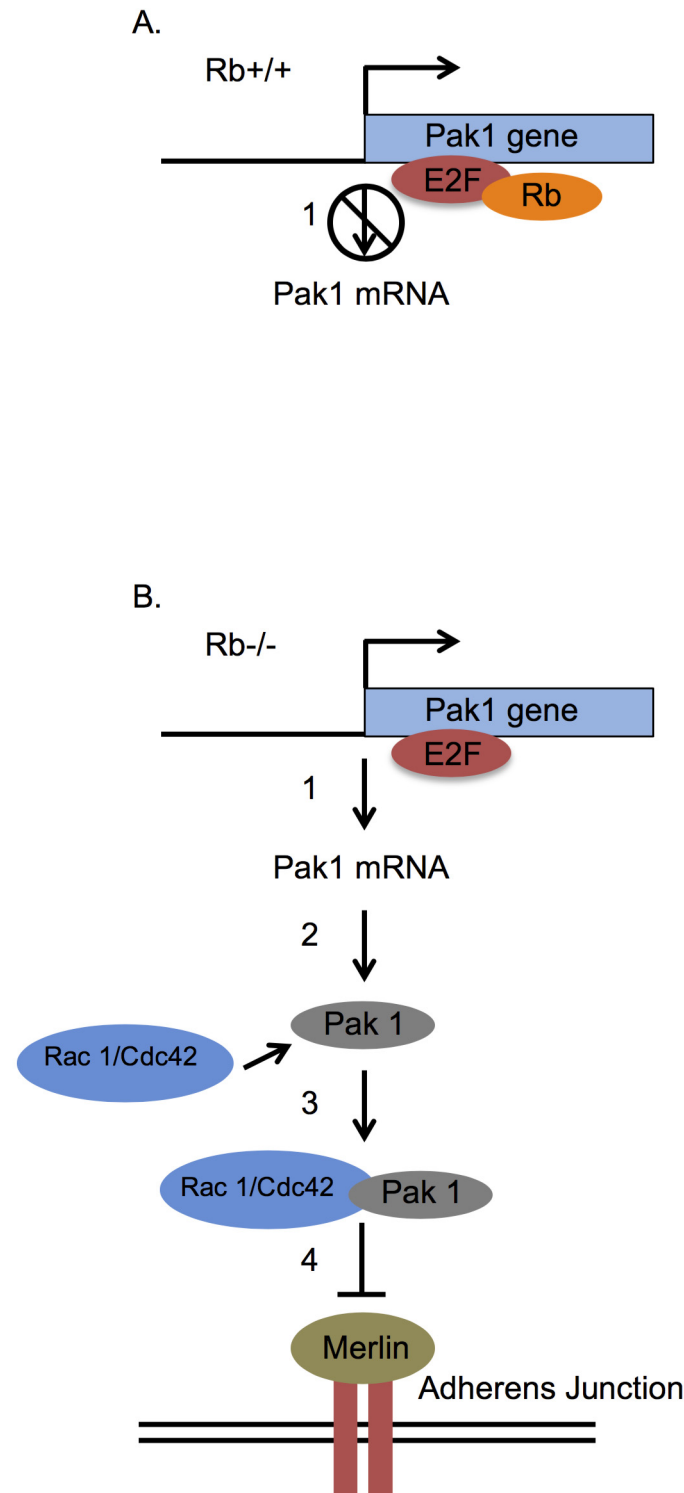 A.
Rb+/+
Pak1 gene
E2F
Rb
1
Pak1 mRNA
B.
Rb-/-
Pak1 gene
E2F
1
Pak1 mRNA
2
Pak 1
Rac 1/Cdc42
3
Rac 1/Cdc42
Pak 1
4
Merlin
Adherens Junction